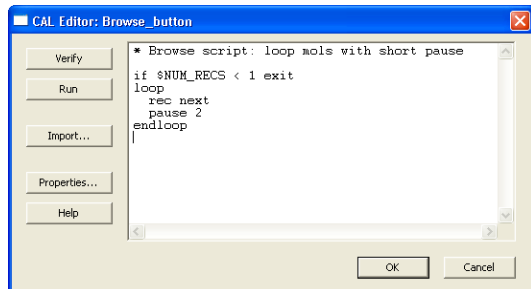 CAL Editor: Browse_button
Verify
Run
Import...
Properties...
Help
* Browse script: loop mols with short pause
if $NUM_RECS < 1 exit
loop
  rec next
  pause 2
endloop
OK
Cancel